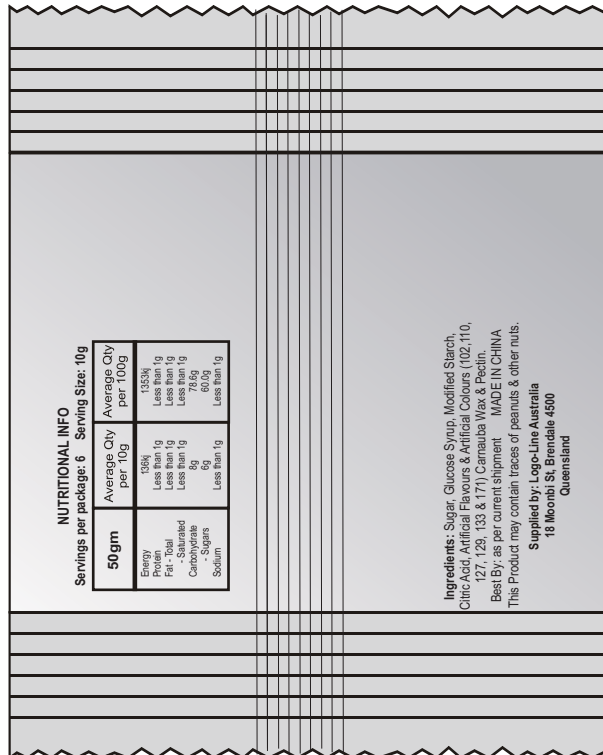 NUTRITIONAL INFO
Servings per package: 6 Serving Size: 10g
50gm Average Qty per 10g Average Qty per 100g
Energy 136kj 1353kj
Protein Less than 1g Less than 1g
Fat - Total Less than 1g Less than 1g
- Saturated Less than 1g Less than 1g
Carbohydrate 8g 78.6g
- Sugars 6g 60.0g
Sodium Less than 1g Less than 1g
Ingredients: Sugar, Glucose Syrup, Modified Starch,
Citric Acid, Artificial Flavours & Artificial Colours (102,110,
127, 129, 133 & 171) Carnauba Wax & Pectin.
Best By: as per current shipment MADE IN CHINA
This Product may contain traces of peanuts & other nuts.
Supplied by: Logo-Line Australia
18 Moonbi St, Brendale 4500
Queensland